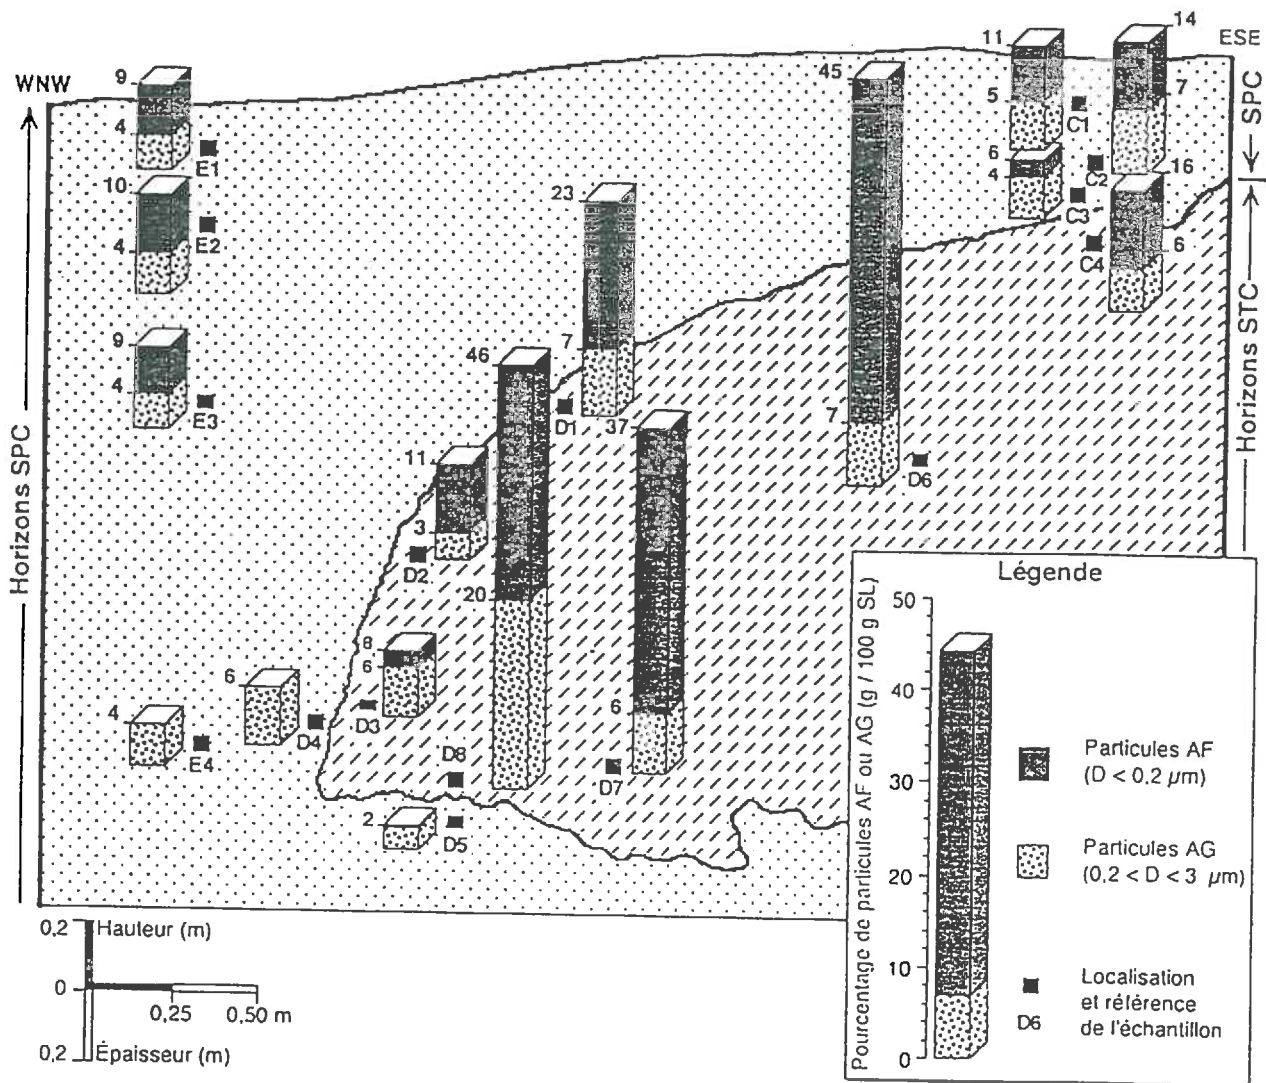 WNW
ESE
Horizons SPC
SPC
Horizons STC
9
4
E1
10
4
E2
9
4
E3
4
E4
6
D4
8
6
D3
2
D5
D8
46
20
11
3
D2
23
7
D1
37
6
D7
45
7
D6
11
5
C1
14
7
C2
6
4
C3
16
6
C4
0,2
Hauteur (m)
0
0,25
0,50 m
0,2
Épaisseur (m)
Légende
Pourcentage de particules AF ou AG (g / 100 g SL)
50
40
30
20
10
0
Particules AF
(D < 0,2 µm)
Particules AG
(0,2 < D < 3 µm)
D6
Localisation
et référence
de l'échantillon